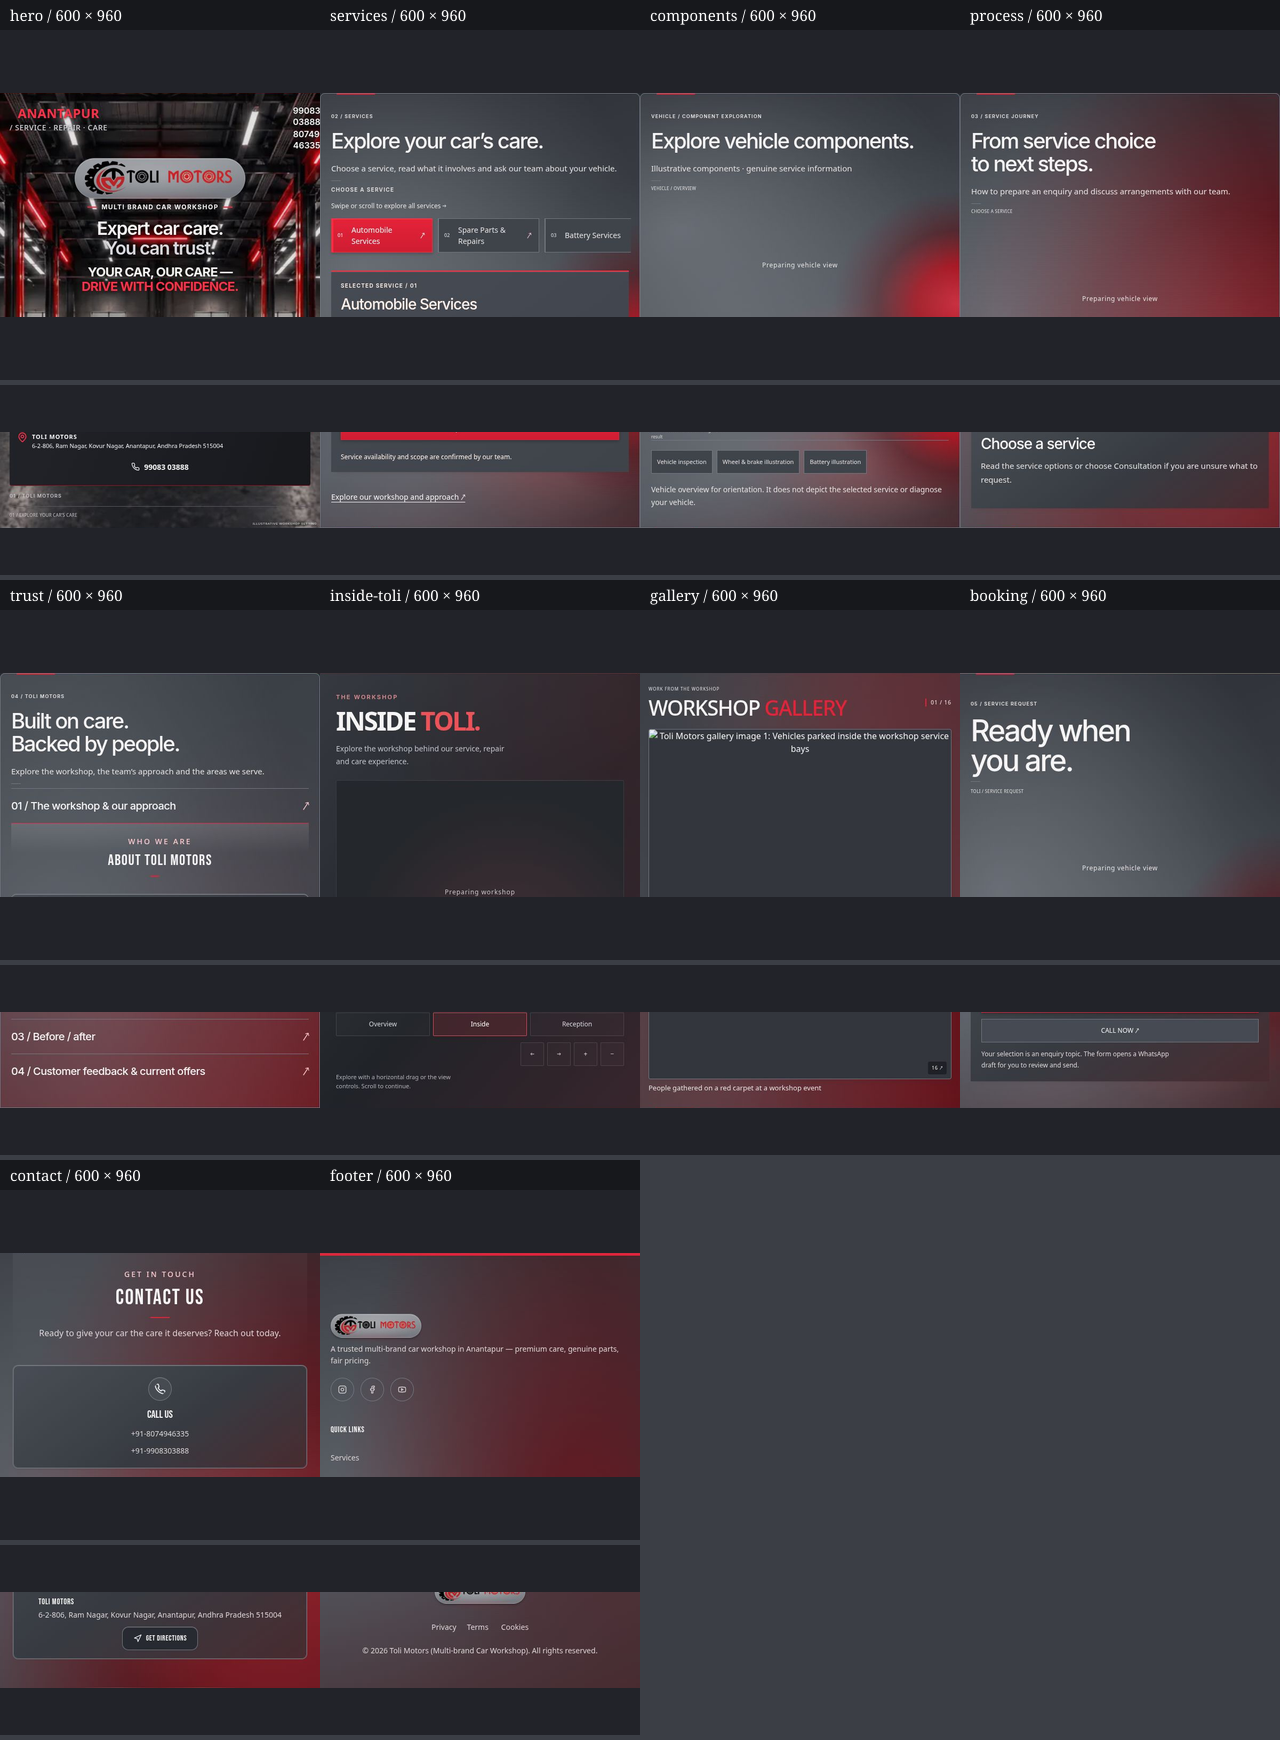 hero / 600 × 960
services / 600 × 960
components / 600 × 960
process / 600 × 960
ANANTAPUR
/ SERVICE · REPAIR · CARE
99083
03888
80749
46335
TOLI MOTORS
MULTI BRAND CAR WORKSHOP
Expert car care.
You can trust.
YOUR CAR, OUR CARE —
DRIVE WITH CONFIDENCE.
02 / SERVICES
Explore your car’s care.
Choose a service, read what it involves and ask our team about your vehicle.
CHOOSE A SERVICE
Swipe or scroll to explore all services →
01 Automobile Services ↗
02 Spare Parts & Repairs ↗
03 Battery Services
SELECTED SERVICE / 01
Automobile Services
VEHICLE / COMPONENT EXPLORATION
Explore vehicle components.
Illustrative components · genuine service information
VEHICLE / OVERVIEW
Preparing vehicle view
03 / SERVICE JOURNEY
From service choice
to next steps.
How to prepare an enquiry and discuss arrangements with our team.
CHOOSE A SERVICE
Preparing vehicle view
TOLI MOTORS
6-2-806, Ram Nagar, Kovur Nagar, Anantapur, Andhra Pradesh 515004
99083 03888
TOLI MOTORS
EXPLORE YOUR CAR'S CARE
Service availability and scope are confirmed by our team.
Explore our workshop and approach ↗
result
Vehicle inspection
Wheel & brake illustration
Battery illustration
Vehicle overview for orientation. It does not depict the selected service or diagnose
your vehicle.
Choose a service
Read the service options or choose Consultation if you are unsure what to
request.
trust / 600 × 960
inside-toli / 600 × 960
gallery / 600 × 960
booking / 600 × 960
04 / TOLI MOTORS
Built on care.
Backed by people.
Explore the workshop, the team’s approach and the areas we serve.
01 / The workshop & our approach ↗
WHO WE ARE
ABOUT TOLI MOTORS
THE WORKSHOP
INSIDE TOLI.
Explore the workshop behind our service, repair
and care experience.
Preparing workshop
WORK FROM THE WORKSHOP
WORKSHOP GALLERY
01 / 16
Toli Motors gallery image 1: Vehicles parked inside the workshop service
bays
05 / SERVICE REQUEST
Ready when
you are.
TOLI / SERVICE REQUEST
Preparing vehicle view
03 / Before / after ↗
04 / Customer feedback & current offers ↗
Overview
Inside
Reception
← → + −
Explore with a horizontal drag or the view
controls. Scroll to continue.
16 ↗
People gathered on a red carpet at a workshop event
CALL NOW ↗
Your selection is an enquiry topic. The form opens a WhatsApp
draft for you to review and send.
contact / 600 × 960
footer / 600 × 960
GET IN TOUCH
CONTACT US
Ready to give your car the care it deserves? Reach out today.
CALL US
+91-8074946335
+91-9908303888
TOLI MOTORS
A trusted multi-brand car workshop in Anantapur — premium care, genuine parts,
fair pricing.
QUICK LINKS
Services
TOLI MOTORS
6-2-806, Ram Nagar, Kovur Nagar, Anantapur, Andhra Pradesh 515004
GET DIRECTIONS
Privacy Terms Cookies
© 2026 Toli Motors (Multi-brand Car Workshop). All rights reserved.